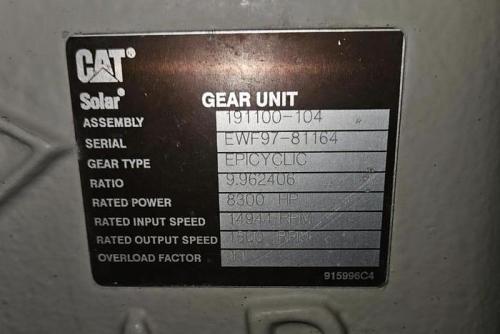 CAT
Solar®
GEAR UNIT
ASSEMBLY 191100-104
SERIAL EWF97-81164
GEAR TYPE EPICYCLIC
RATIO 9.962406
RATED POWER 8300 HP
RATED INPUT SPEED 14941 RPM
RATED OUTPUT SPEED 1500 RPM
OVERLOAD FACTOR
915996C4